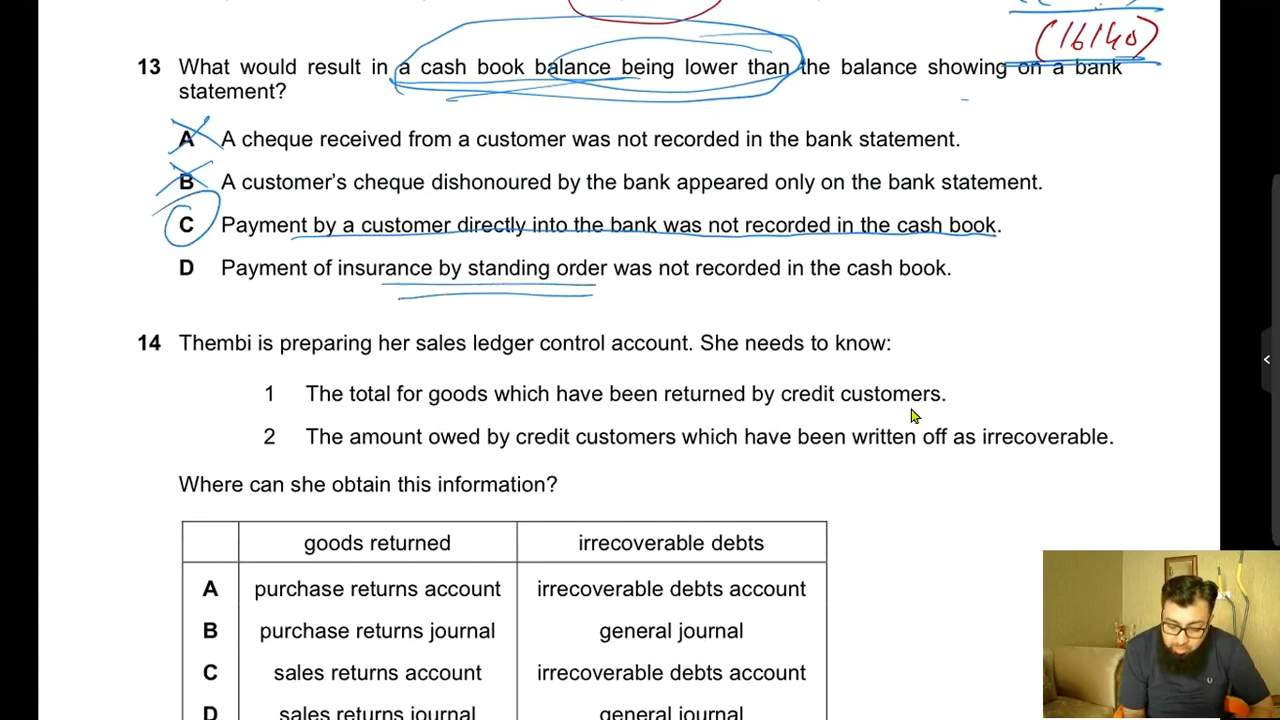 (16140)
13 What would result in a cash book balance being lower than the balance showing on a bank
statement?
A A cheque received from a customer was not recorded in the bank statement.
B A customer's cheque dishonoured by the bank appeared only on the bank statement.
C Payment by a customer directly into the bank was not recorded in the cash book.
D Payment of insurance by standing order was not recorded in the cash book.
14 Thembi is preparing her sales ledger control account. She needs to know:
1 The total for goods which have been returned by credit customers.
2 The amount owed by credit customers which have been written off as irrecoverable.
Where can she obtain this information?
goods returned irrecoverable debts
A purchase returns account irrecoverable debts account
B purchase returns journal general journal
C sales returns account irrecoverable debts account
D sales returns journal general journal